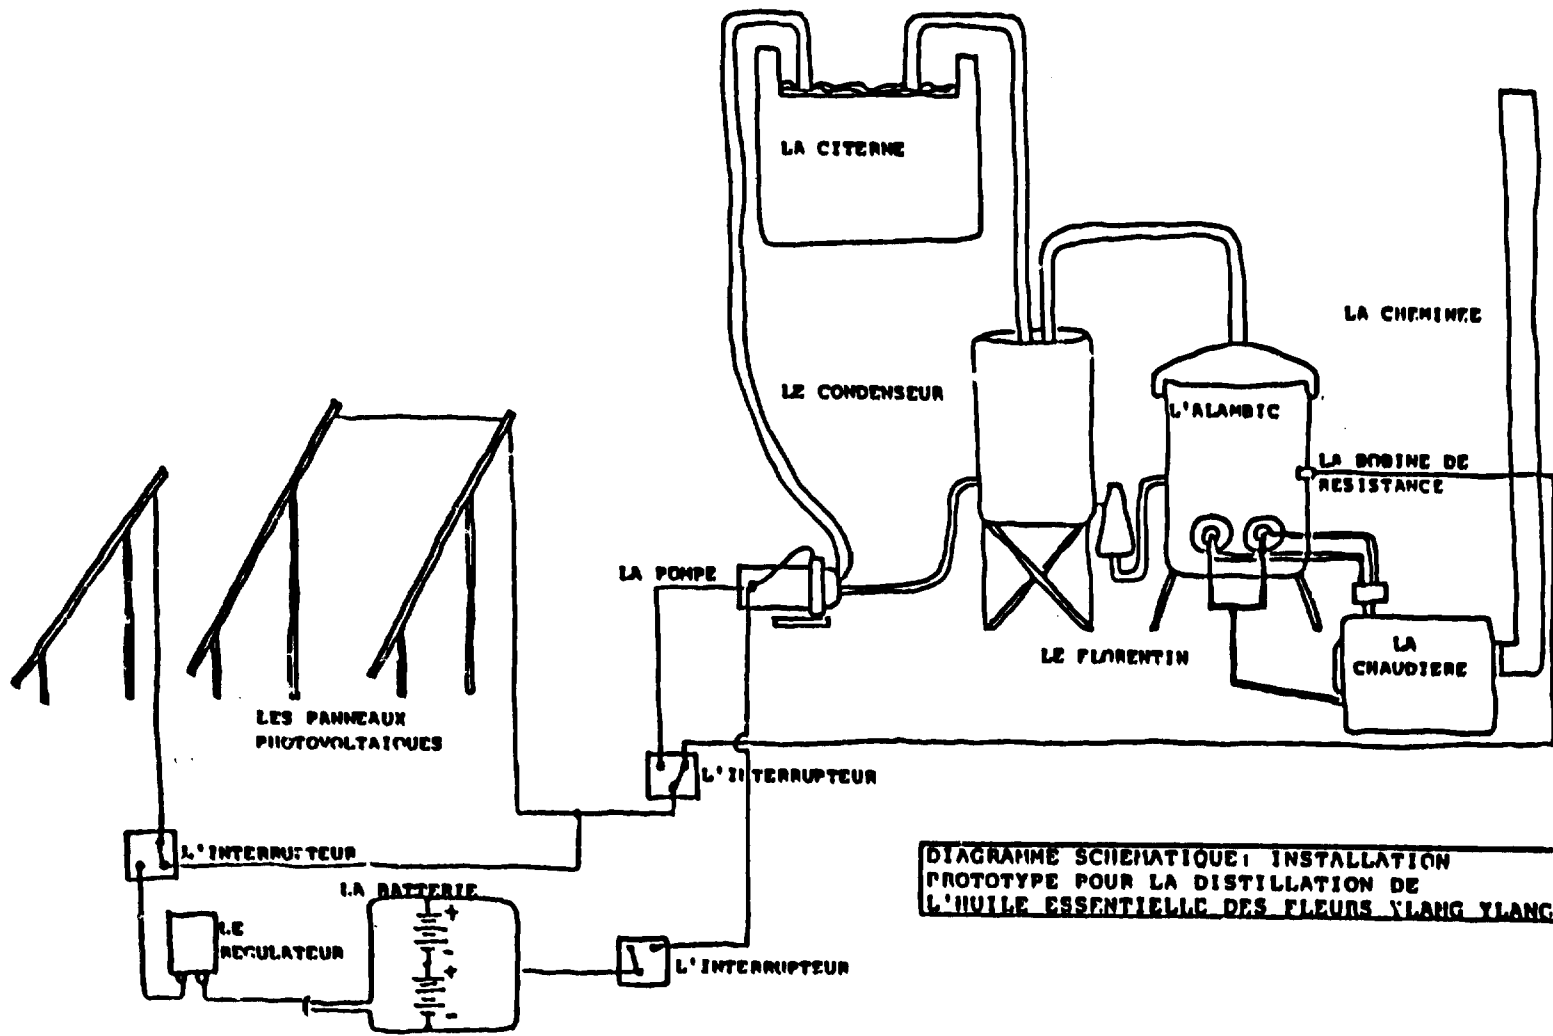 LA CITERNE
LA CHEMINEE
LE CONDENSEUR
L'ALAMBIC
LA BOBINE DE
RESISTANCE
LA POMPE
LE FLORENTIN
LA
CHAUDIERE
LES PANNEAUX
PHOTOVOLTAIQUES
L'INTERRUPTEUR
L'INTERRUTTEUR
LA BATTERIE
+
-
+
-
LE
REGULATEUR
L'INTERRUPTEUR
DIAGRAMME SCHEMATIQUE: INSTALLATION
PROTOTYPE POUR LA DISTILLATION DE
L'HUILE ESSENTIELLE DES FLEURS YLANG YLANG